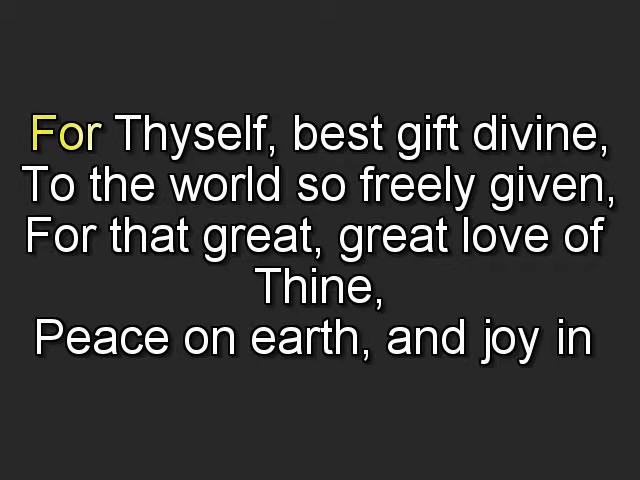 For Thyself, best gift divine,
To the world so freely given,
For that great, great love of
Thine,
Peace on earth, and joy in